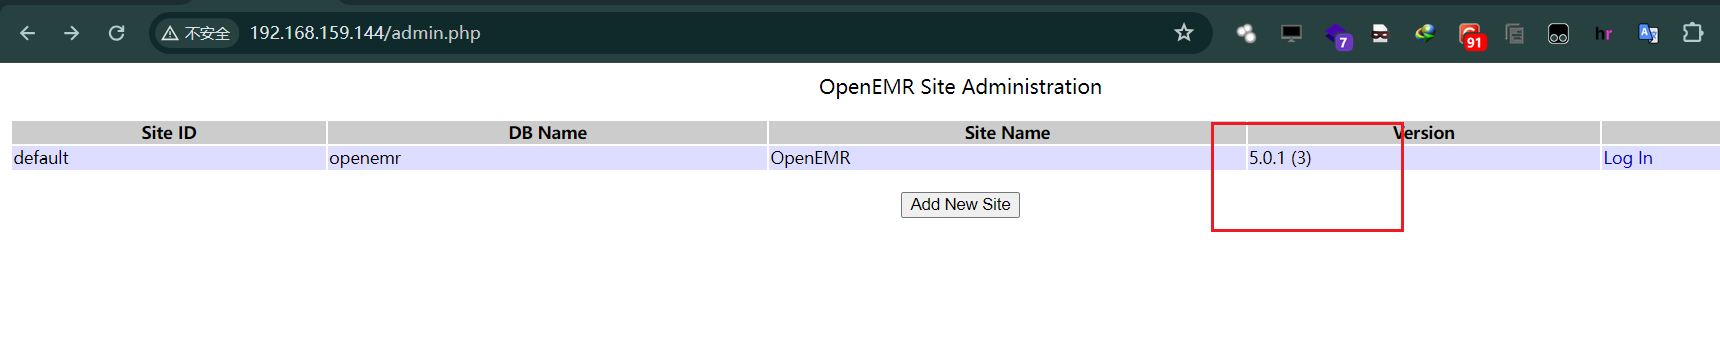 不安全 192.168.159.144/admin.php
7
91
hr
OpenEMR Site Administration
Site ID DB Name Site Name Version
default openemr OpenEMR 5.0.1 (3) Log In
Add New Site